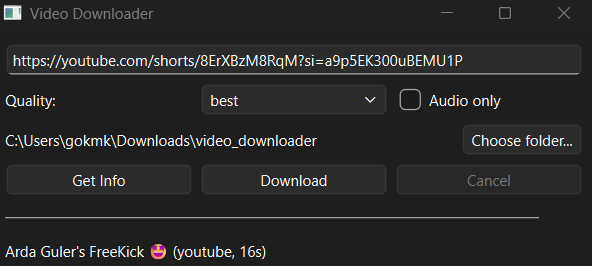 Video Downloader
https://youtube.com/shorts/8ErXBzM8RqM?si=a9p5EK300uBEMU1P
Quality: best Audio only
C:\Users\gokmk\Downloads\video_downloader Choose folder...
Get Info Download Cancel
Arda Guler's FreeKick 🤩 (youtube, 16s)